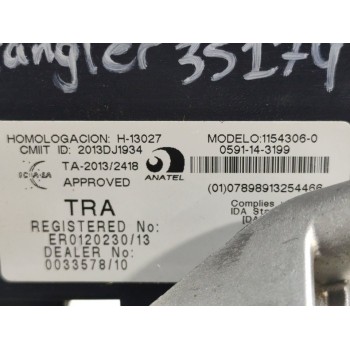 angler 35174
HOMOLOGACION: H-13027
CMIIT ID: 2013DJ1934
TA-2013/2418
APPROVED
ANATEL
MODELO:1154306-0
0591-14-3199
(01)07898913254466
TRA
REGISTERED No:
ER0120230/13
DEALER No:
0033578/10
Complies
IDA